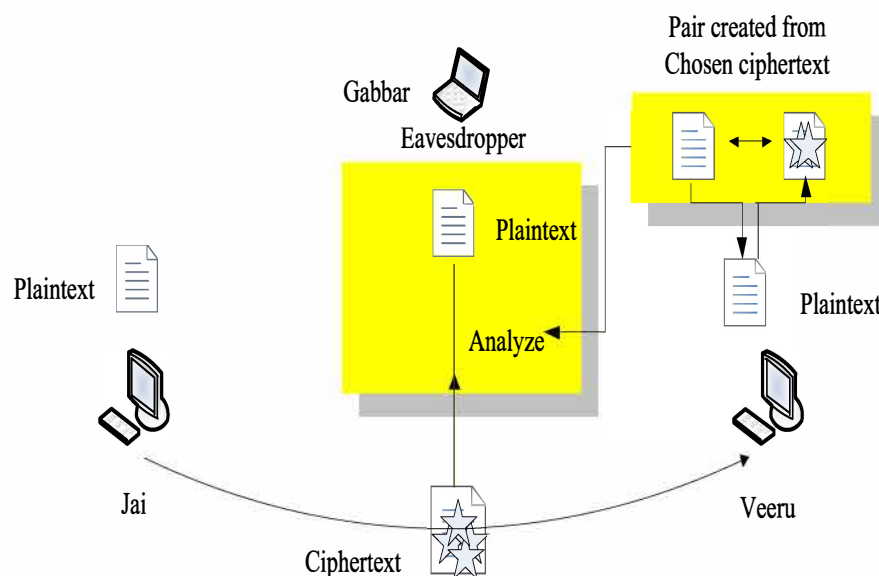 Pair created from
Chosen ciphertext
Gabbar
Eavesdropper
Plaintext
Plaintext
Plaintext
Analyze
Jai
Veeru
Ciphertext